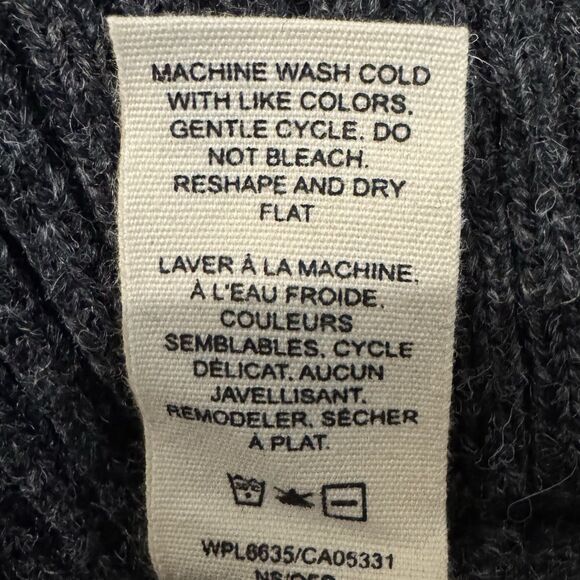 MACHINE WASH COLD
WITH LIKE COLORS,
GENTLE CYCLE. DO
NOT BLEACH.
RESHAPE AND DRY
FLAT
LAVER À LA MACHINE,
À L'EAU FROIDE,
COULEURS
SEMBLABLES, CYCLE
DÉLICAT. AUCUN
JAVELLISANT.
REMODELER, SÉCHER
À PLAT.
WPL6635/CA05331